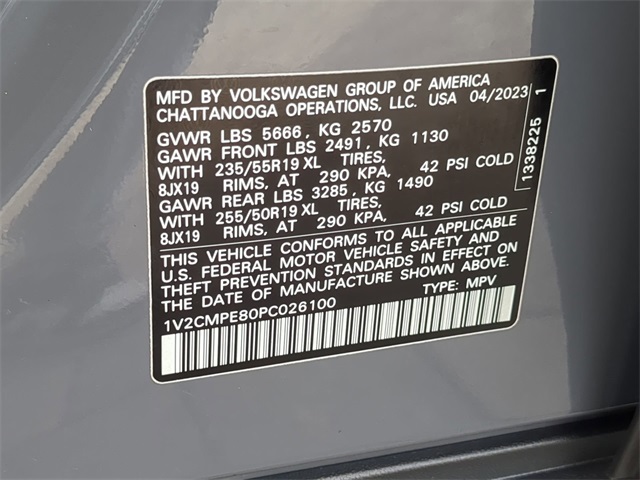 MFD BY VOLKSWAGEN GROUP OF AMERICA
CHATTANOOGA OPERATIONS, LLC. USA 04/2023
GVWR LBS 5666, KG 2570
GAWR FRONT LBS 2491, KG 1130
WITH 235/55R19 XL TIRES,
8JX19 RIMS, AT 290 KPA, 42 PSI COLD
GAWR REAR LBS 3285, KG 1490
WITH 255/50R19 XL TIRES,
8JX19 RIMS, AT 290 KPA, 42 PSI COLD
THIS VEHICLE CONFORMS TO ALL APPLICABLE
U.S. FEDERAL MOTOR VEHICLE SAFETY AND
THEFT PREVENTION STANDARDS IN EFFECT ON
THE DATE OF MANUFACTURE SHOWN ABOVE.
1V2CMPE80PC026100 TYPE: MPV
1338225 1